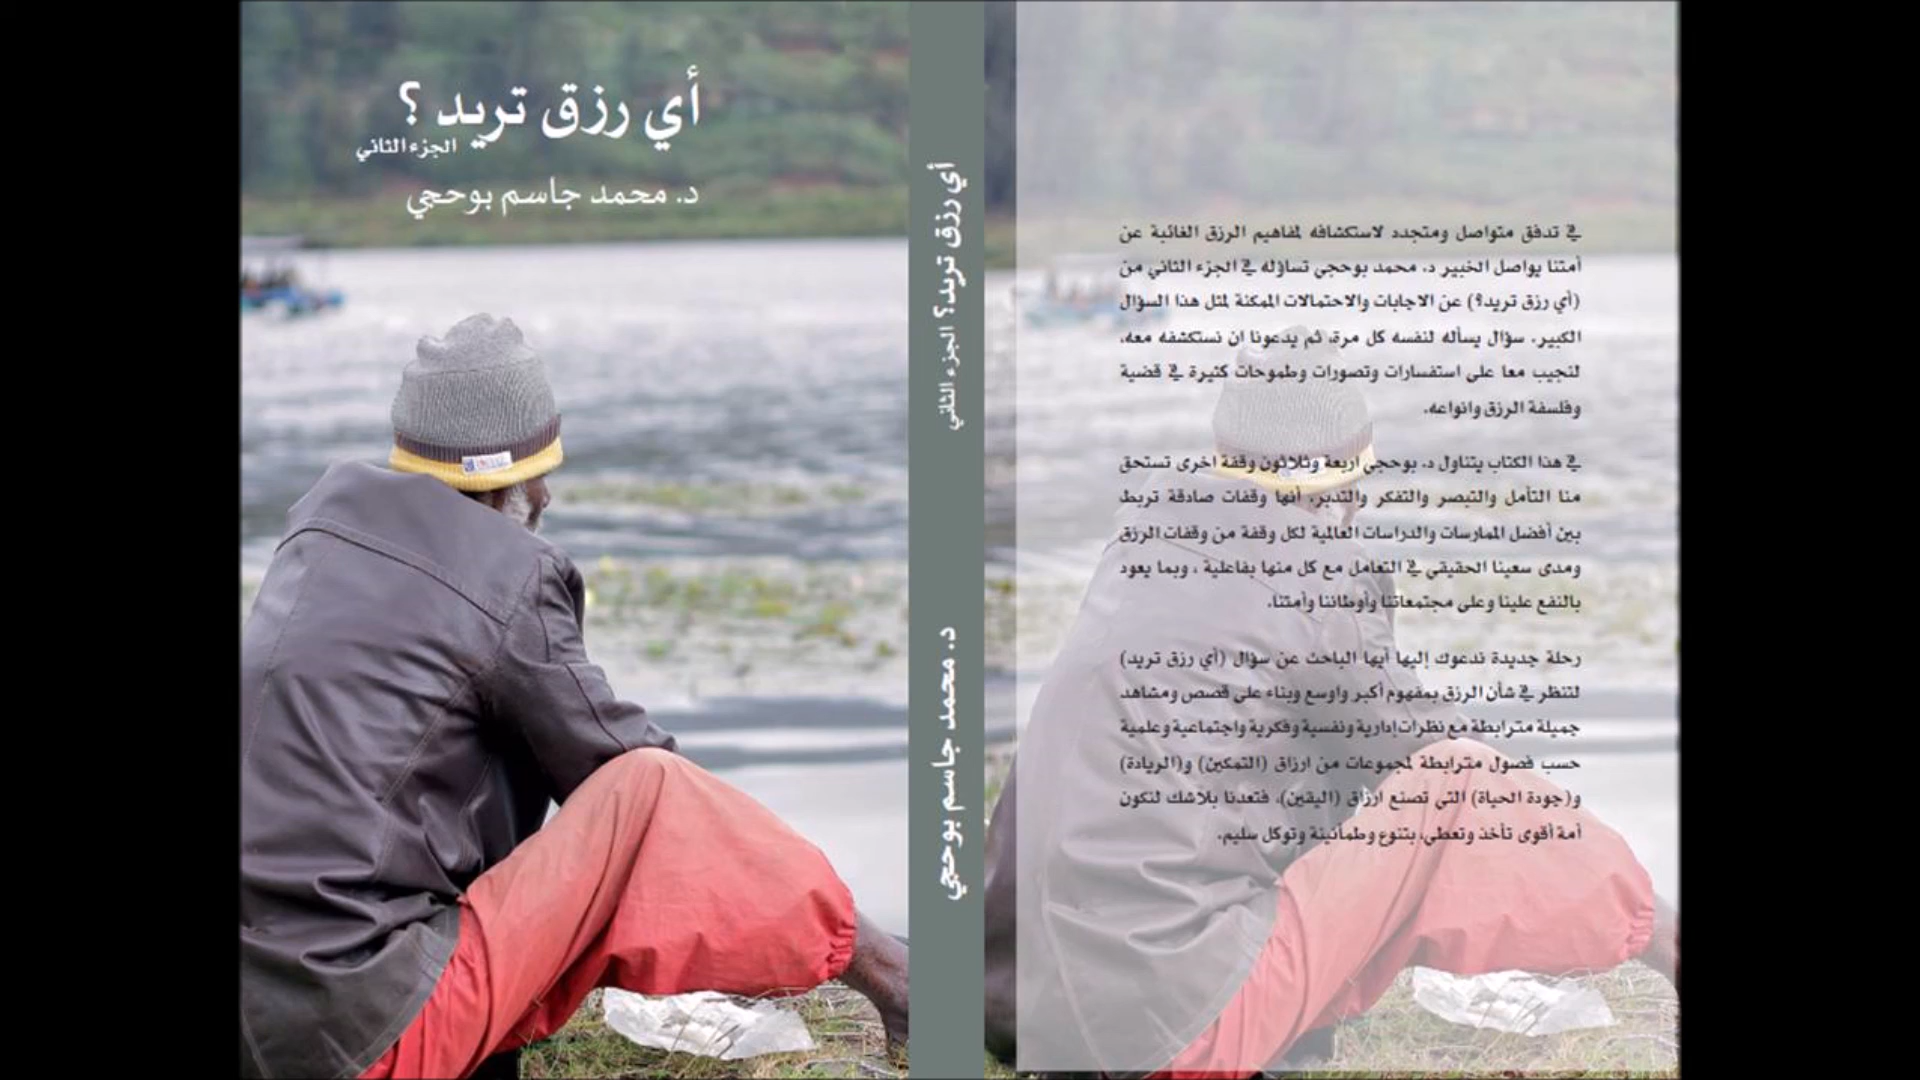 أي رزق تريد ؟
الجزء الثاني
د. محمد جاسم بوحجي
أي رزق تريد؟ الجزء الثاني
د. محمد جاسم بوحجي
في تدفق متواصل ومتجدد لاستكشافه لمفاهيم الرزق الغائبة عن
أمتنا يواصل الخبير د. محمد بوحجي تساؤله في الجزء الثاني من
(أي رزق تريد؟) عن الاجابات والاحتمالات الممكنة لمثل هذا السؤال
الكبير. سؤال يسأله لنفسه كل مرة، ثم يدعونا ان نستكشفه معه،
لنجيب معا على استفسارات وتصورات وطموحات كثيرة في قضية
وفلسفة الرزق وانواعه.
في هذا الكتاب يتناول د. بوحجي اربعة وثلاثون وقفة اخرى تستحق
منا التأمل والتبصر والتفكر والتدبر، أنها وقفات صادقة تربط
بين أفضل الممارسات والدراسات العالمية لكل وقفة من وقفات الرزق
ومدى سعينا الحقيقي في التعامل مع كل منها بفاعلية ، وبما يعود
بالنفع علينا وعلى مجتمعاتنا وأوطاننا وأمتنا.
رحلة جديدة ندعوك إليها أيها الباحث عن سؤال (أي رزق تريد)
لتنظر في شأن الرزق بمفهوم أكبر واوسع وبناء على قصص ومشاهد
جميلة مترابطة مع نظرات إدارية ونفسية وفكرية واجتماعية وعلمية
حسب فصول مترابطة لمجموعات من ارزاق (التمكين) و(الريادة)
و(جودة الحياة) التي تصنع ارزاق (اليقين)، فتعدنا بلاشك لنكون
أمة أقوى تأخذ وتعطي، بتنوع وطمأنينة وتوكل سليم.